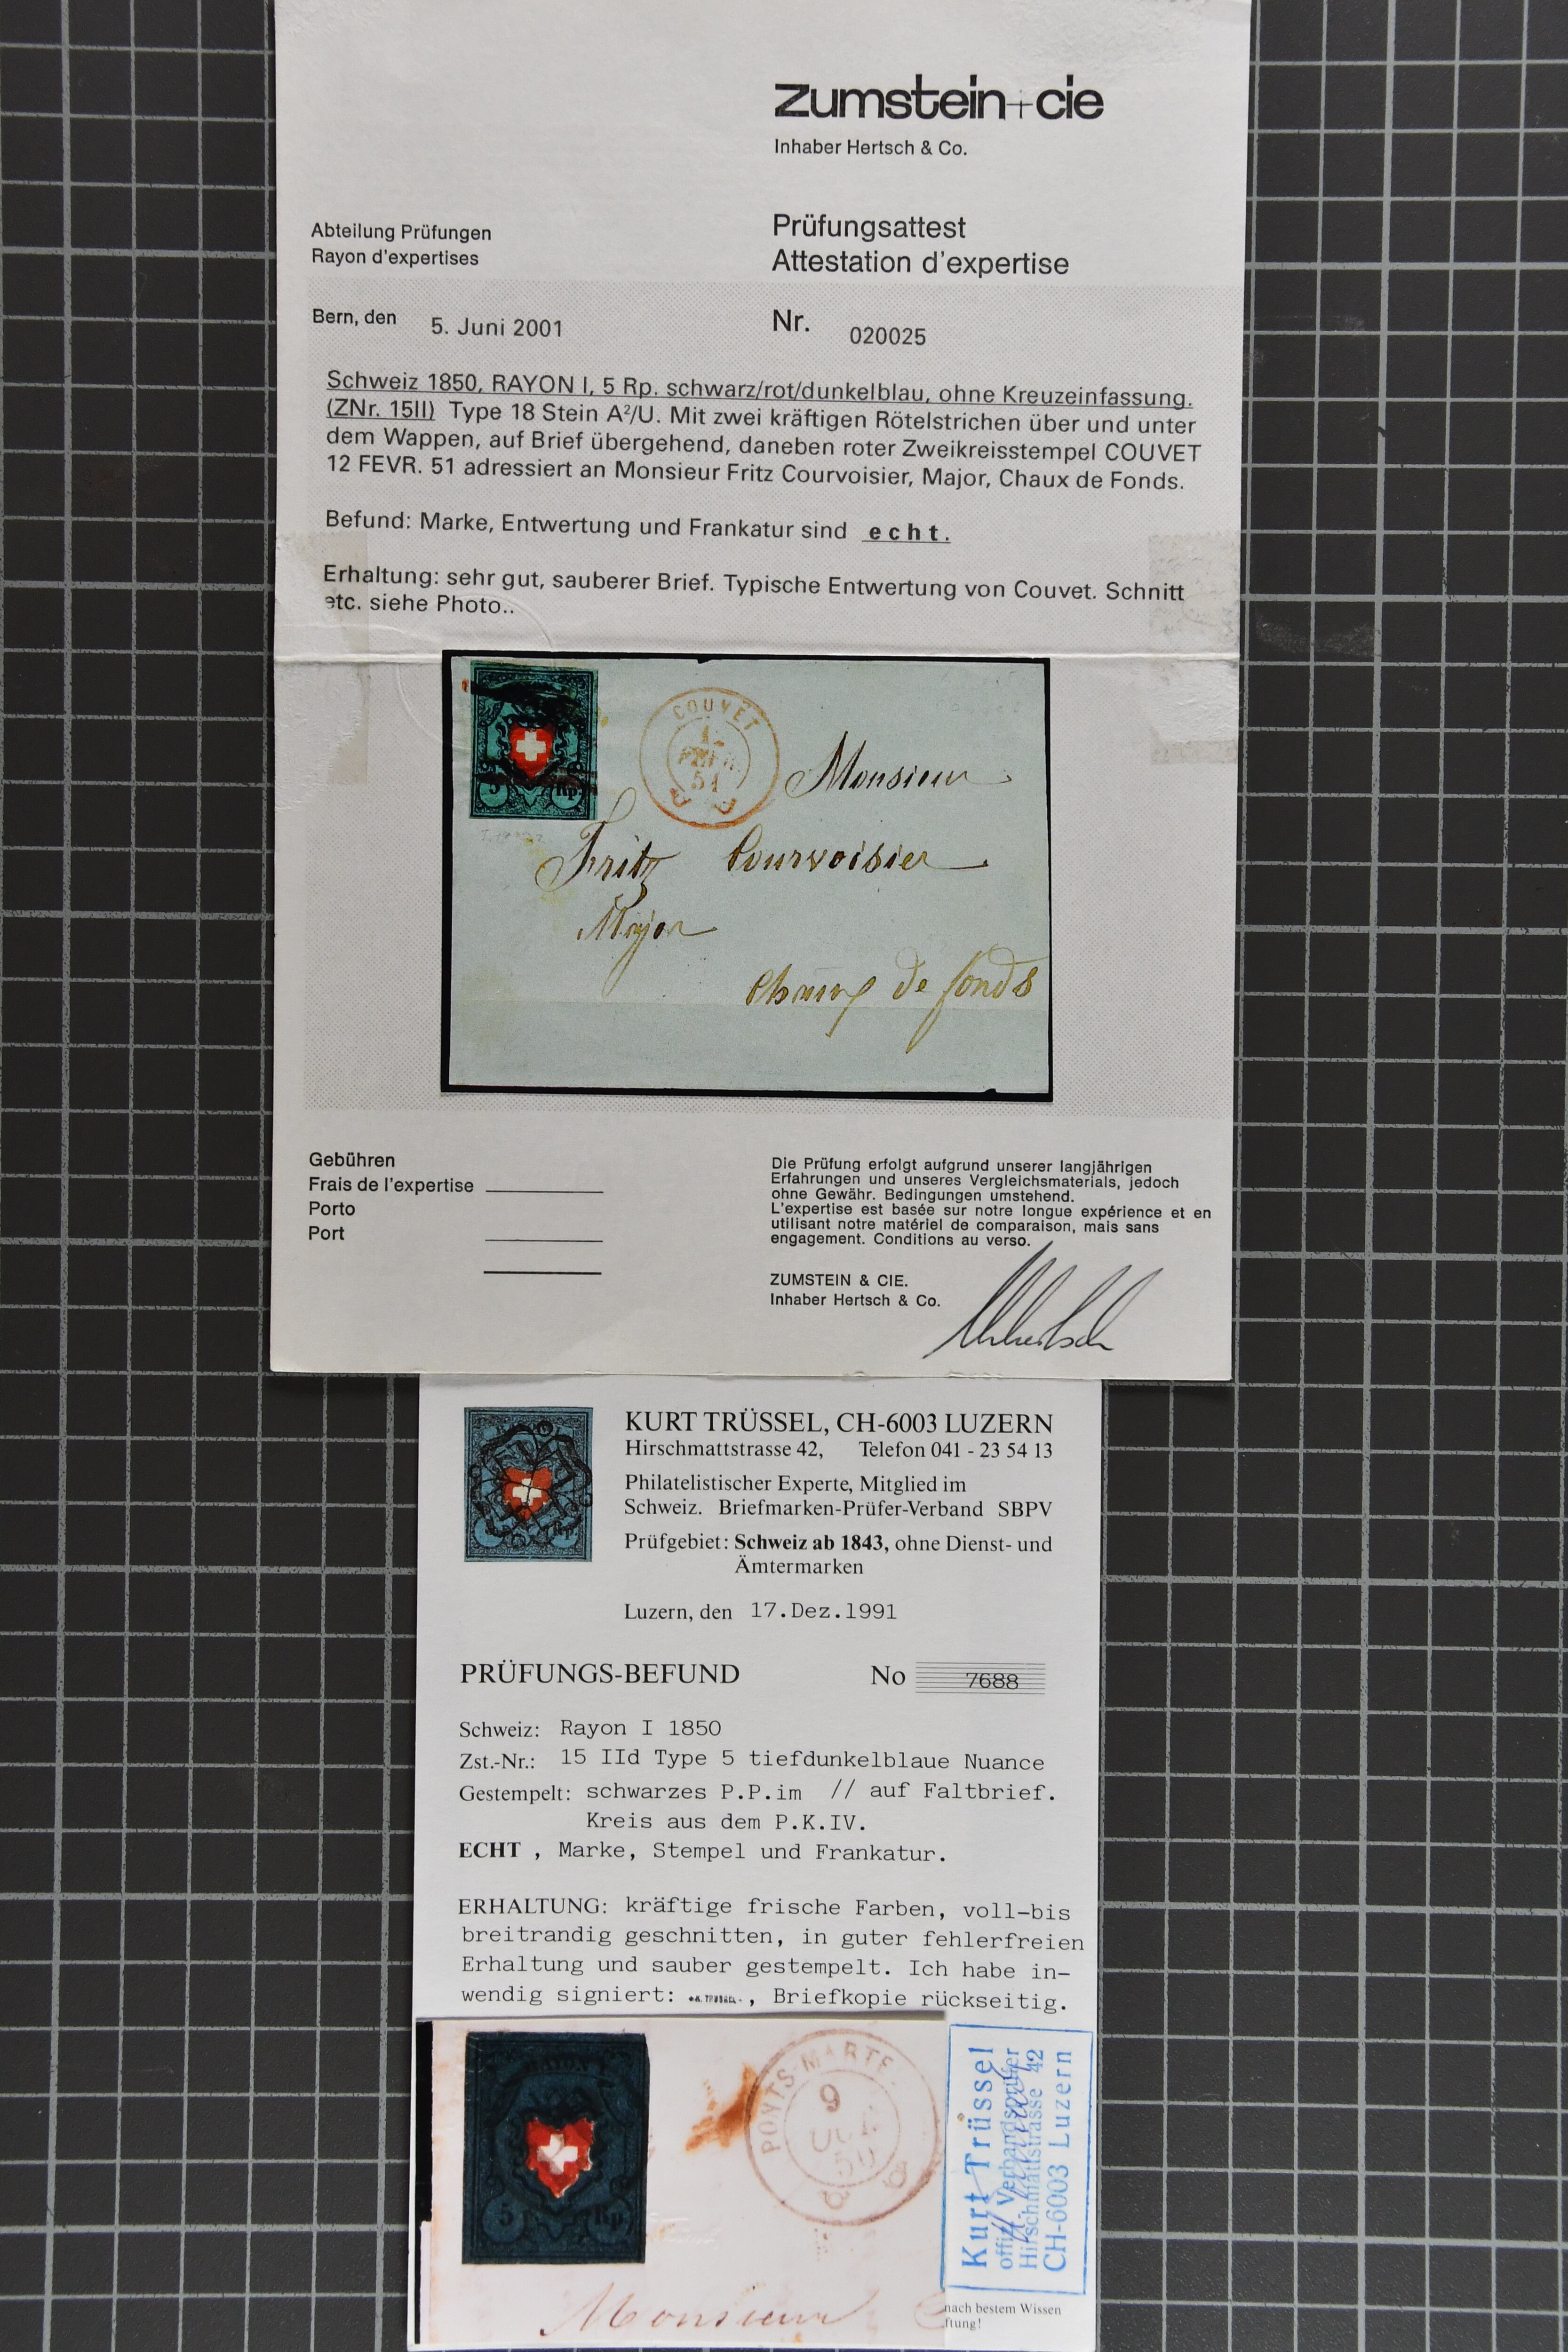 zumstein+cie
Inhaber Hertsch & Co.
Abteilung Prüfungen
Rayon d'expertises
Prüfungsattest
Attestation d'expertise
Bern, den 5. Juni 2001
Nr. 020025
Schweiz 1850, RAYON I, 5 Rp. schwarz/rot/dunkelblau, ohne Kreuzeinfassung.
(ZNr. 15II) Type 18 Stein A²/U. Mit zwei kräftigen Rötelstrichen über und unter
dem Wappen, auf Brief übergehend, daneben roter Zweikreisstempel COUVET
12 FEVR. 51 adressiert an Monsieur Fritz Courvoisier, Major, Chaux de Fonds.
Befund: Marke, Entwertung und Frankatur sind echt.
Erhaltung: sehr gut, sauberer Brief. Typische Entwertung von Couvet. Schnitt
etc. siehe Photo..
COUVET
51
5 Rp.
Monsieur
Fritz Courvoisier
Major
Chaux de fonds
Gebühren
Frais de l'expertise
Porto
Port
Die Prüfung erfolgt aufgrund unserer langjährigen
Erfahrungen und unseres Vergleichsmaterials, jedoch
ohne Gewähr. Bedingungen umstehend.
L'expertise est basée sur notre longue expérience et en
utilisant notre matériel de comparaison, mais sans
engagement. Conditions au verso.
ZUMSTEIN & CIE.
Inhaber Hertsch & Co.
KURT TRÜSSEL, CH-6003 LUZERN
Hirschmattstrasse 42, Telefon 041 - 23 54 13
Philatelistischer Experte, Mitglied im
Schweiz. Briefmarken-Prüfer-Verband SBPV
Prüfgebiet: Schweiz ab 1843, ohne Dienst- und
Ämtermarken
Luzern, den 17.Dez.1991
PRÜFUNGS-BEFUND No 7688
Schweiz: Rayon I 1850
Zst.-Nr.: 15 IId Type 5 tiefdunkelblaue Nuance
Gestempelt: schwarzes P.P.im // auf Faltbrief.
Kreis aus dem P.K.IV.
ECHT , Marke, Stempel und Frankatur.
ERHALTUNG: kräftige frische Farben, voll-bis
breitrandig geschnitten, in guter fehlerfreien
Erhaltung und sauber gestempelt. Ich habe in-
wendig signiert: , Briefkopie rückseitig.
PONTS-MARTEL
9
50
5 Rp.
Monsieur
Kurt Trüssel
offiz. Verbandsprüfer
Hirschmattstrasse 42
CH-6003 Luzern
nach bestem Wissen
ftung!